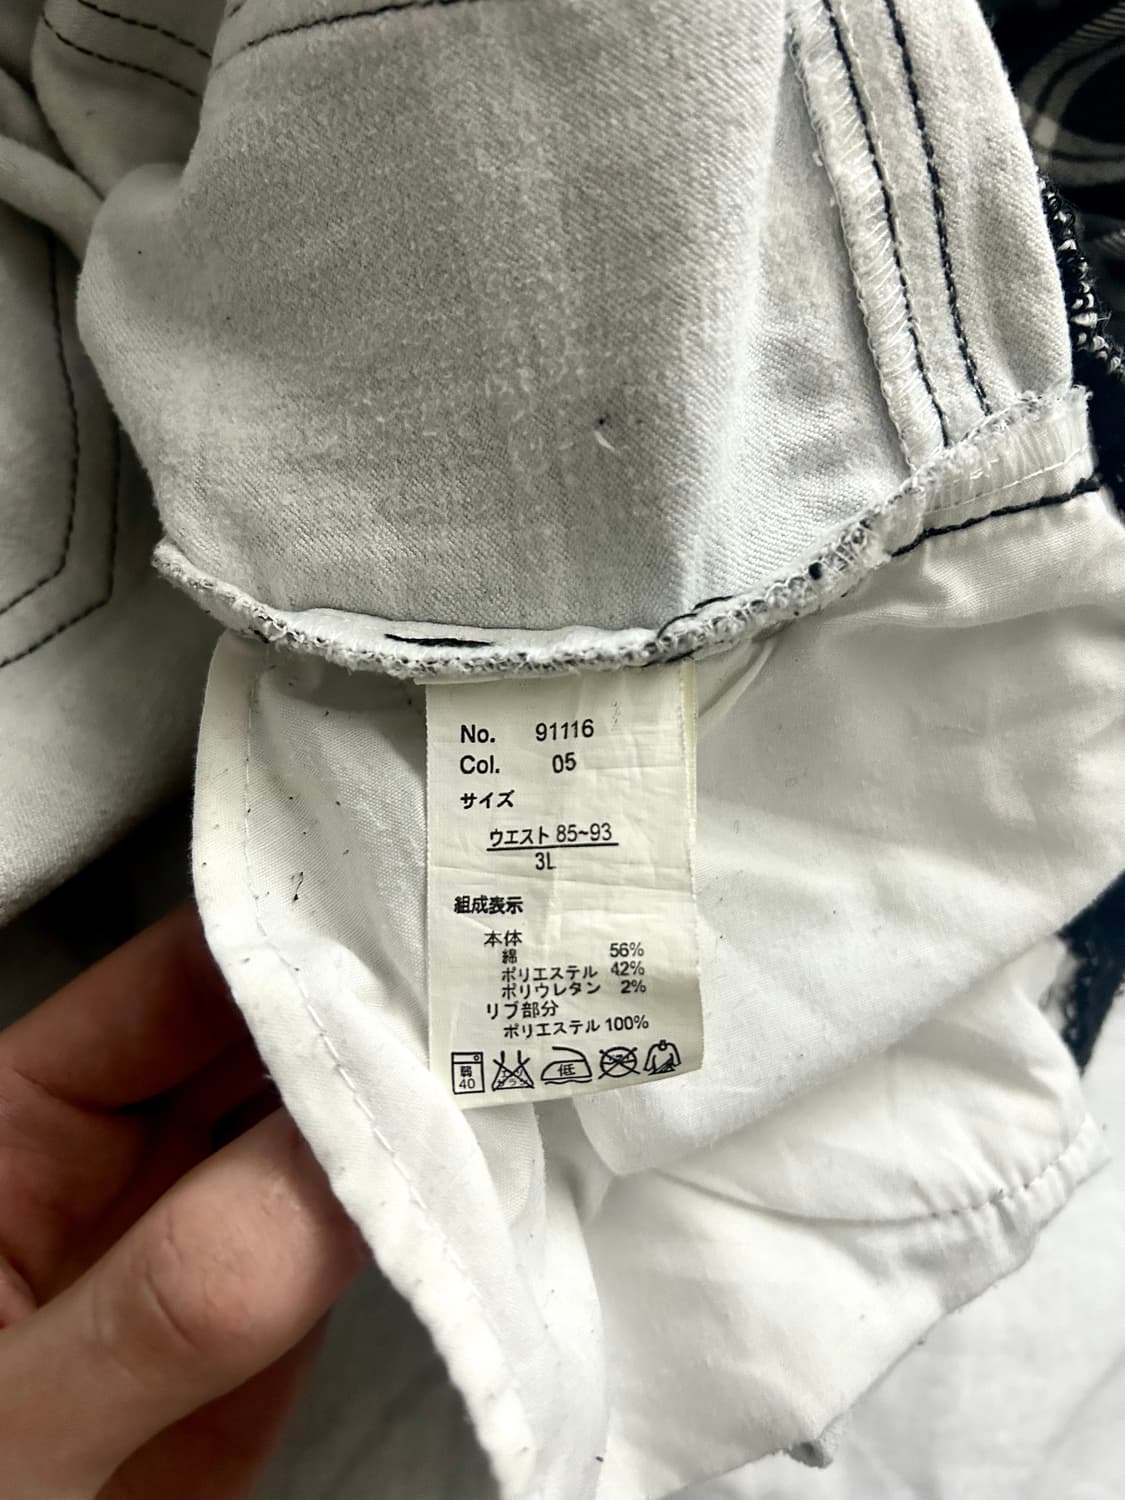 No. 91116
Col. 05
サイズ
ウエスト 85~93
3L
組成表示
本体
綿 56%
ポリエステル 42%
ポリウレタン 2%
リブ部分
ポリエステル 100%
弱 40 低